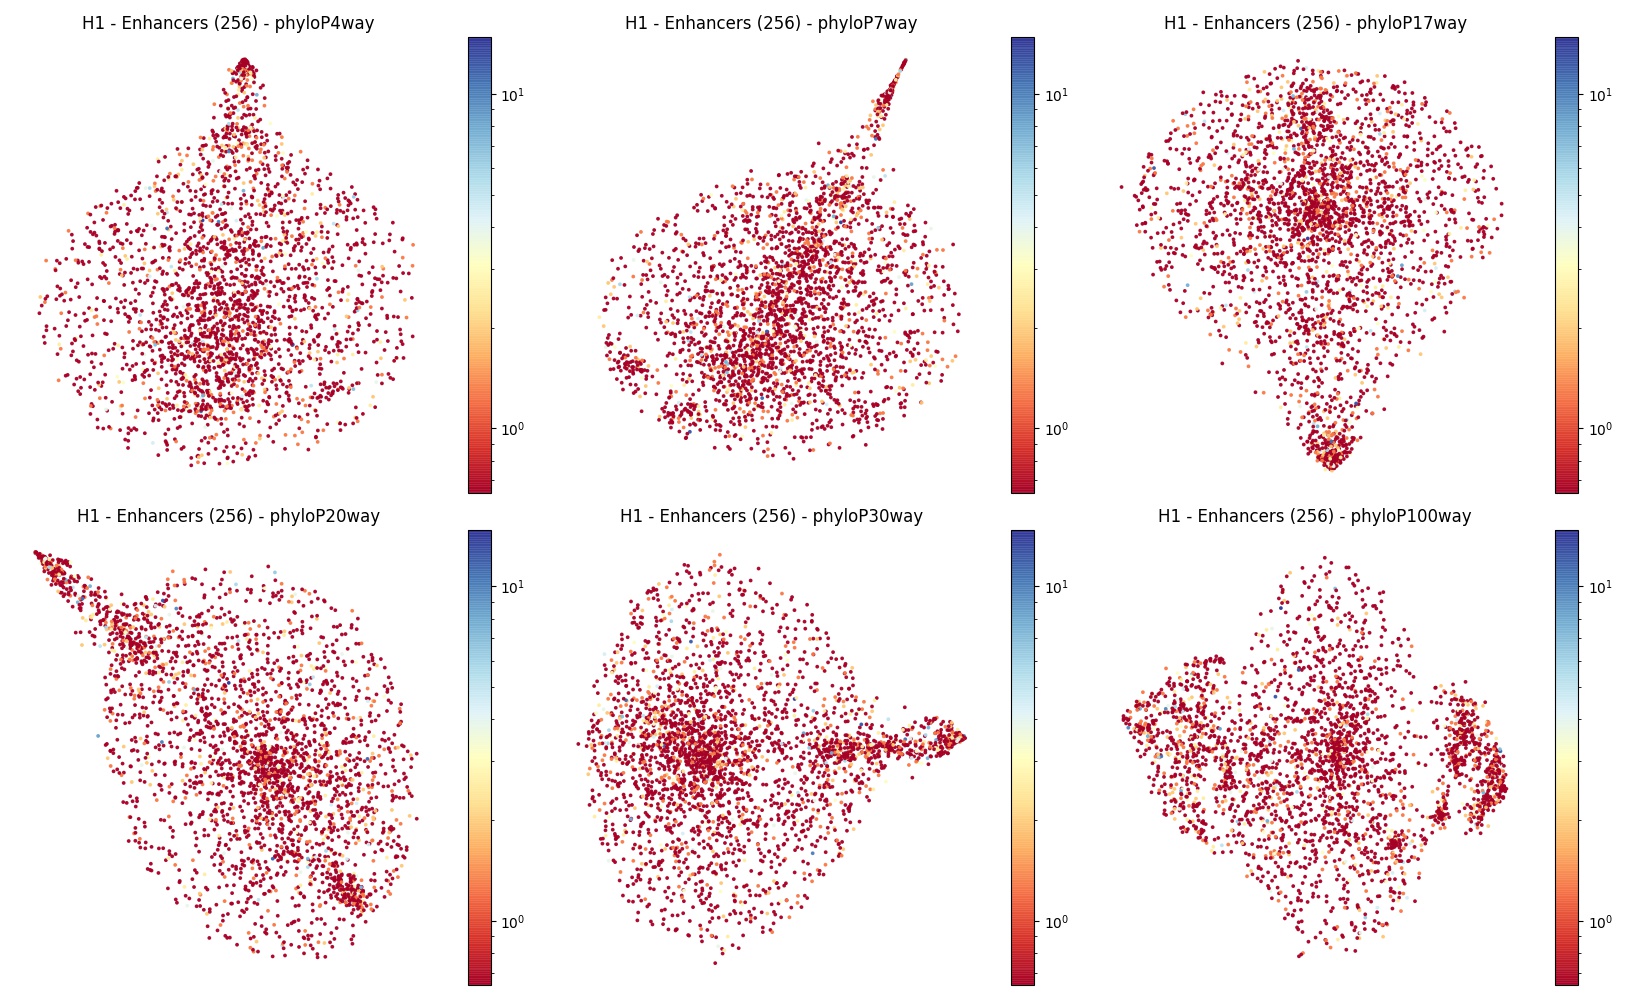 H1 - Enhancers (256) - phyloP4way
H1 - Enhancers (256) - phyloP7way
H1 - Enhancers (256) - phyloP17way
10¹
10⁰
10¹
10⁰
10¹
10⁰
H1 - Enhancers (256) - phyloP20way
H1 - Enhancers (256) - phyloP30way
H1 - Enhancers (256) - phyloP100way
10¹
10⁰
10¹
10⁰
10¹
10⁰